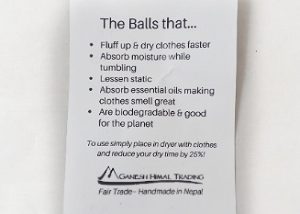 The Balls that...
• Fluff up & dry clothes faster
• Absorb moisture while
tumbling
• Lessen static
• Absorb essential oils making
clothes smell great
• Are biodegradable & good
for the planet
To use simply place in dryer with clothes
and reduce your dry time by 25%!
GANESH HIMAL TRADING
Fair Trade~ Handmade in Nepal